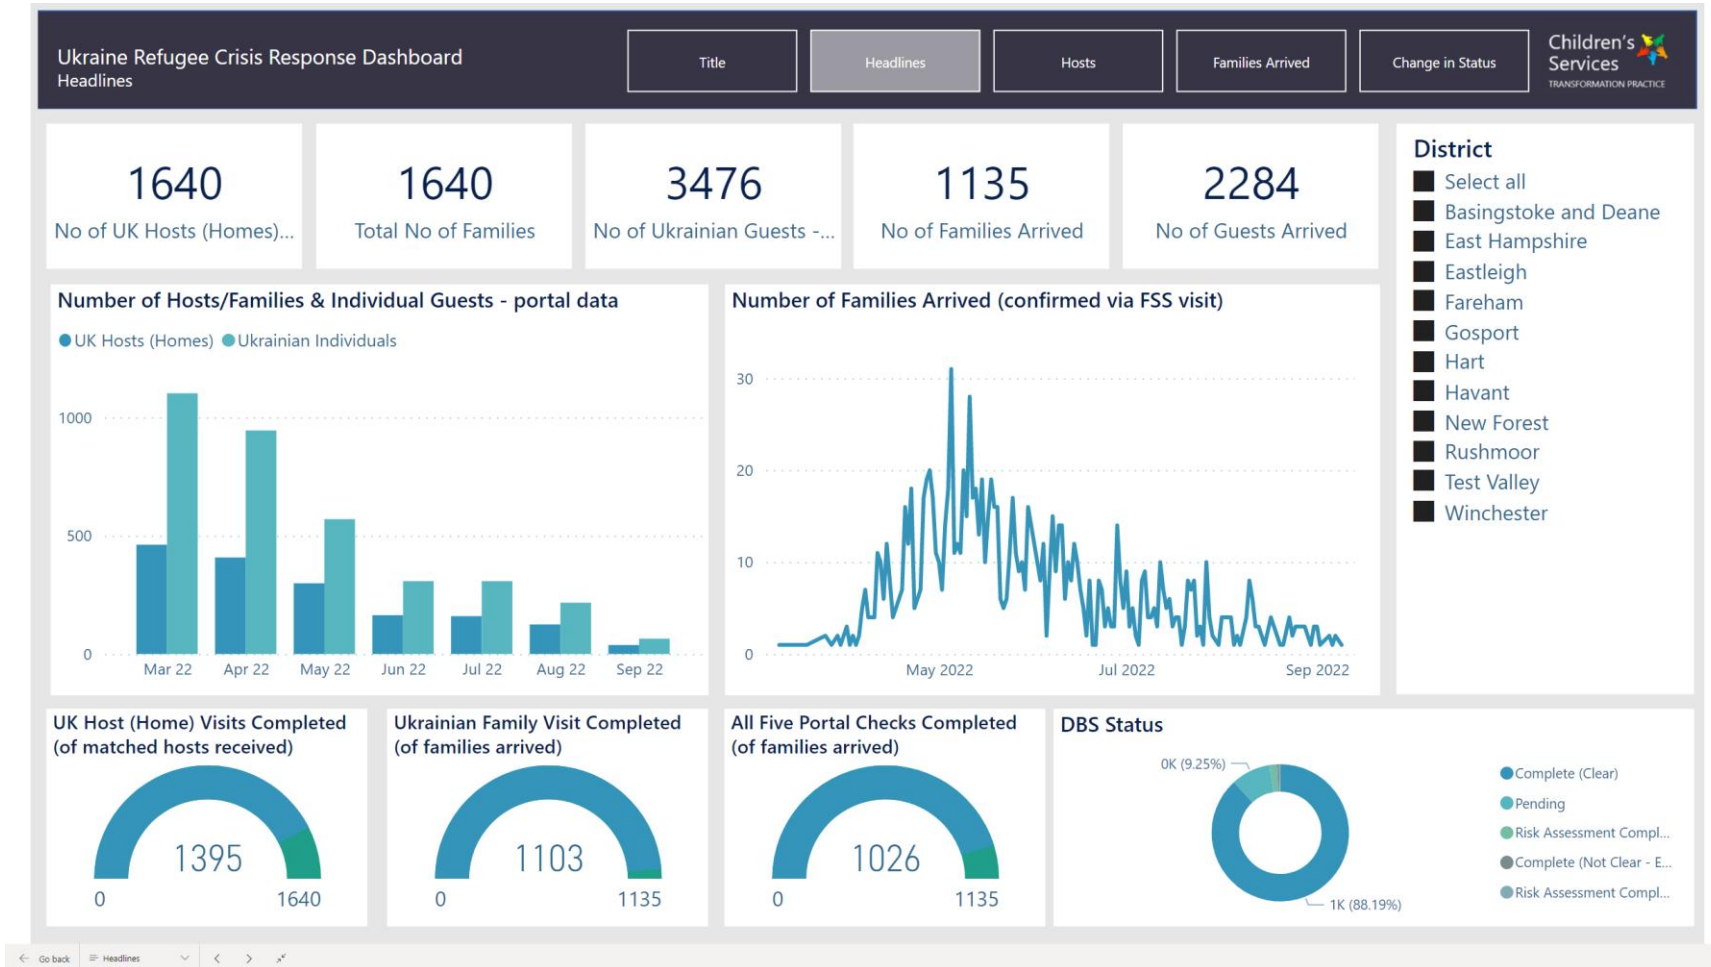 Ukraine Refugee Crisis Response Dashboard
Headlines
Title
Headlines
Hosts
Families Arrived
Change in Status
Children's
Services
TRANSFORMATION PRACTICE
1640
No of UK Hosts (Homes)...
1640
Total No of Families
3476
No of Ukrainian Guests -...
1135
No of Families Arrived
2284
No of Guests Arrived
District
Select all
Basingstoke and Deane
East Hampshire
Eastleigh
Fareham
Gosport
Hart
Havant
New Forest
Rushmoor
Test Valley
Winchester
Number of Hosts/Families & Individual Guests - portal data
UK Hosts (Homes) Ukrainian Individuals
1000
500
0
Mar 22 Apr 22 May 22 Jun 22 Jul 22 Aug 22 Sep 22
Number of Families Arrived (confirmed via FSS visit)
30
20
10
0
May 2022 Jul 2022 Sep 2022
UK Host (Home) Visits Completed
(of matched hosts received)
1395
0 1640
Ukrainian Family Visit Completed
(of families arrived)
1103
0 1135
All Five Portal Checks Completed
(of families arrived)
1026
0 1135
DBS Status
0K (9.25%)
1K (88.19%)
Complete (Clear)
Pending
Risk Assessment Compl...
Complete (Not Clear - E...
Risk Assessment Compl...
Go back Headlines